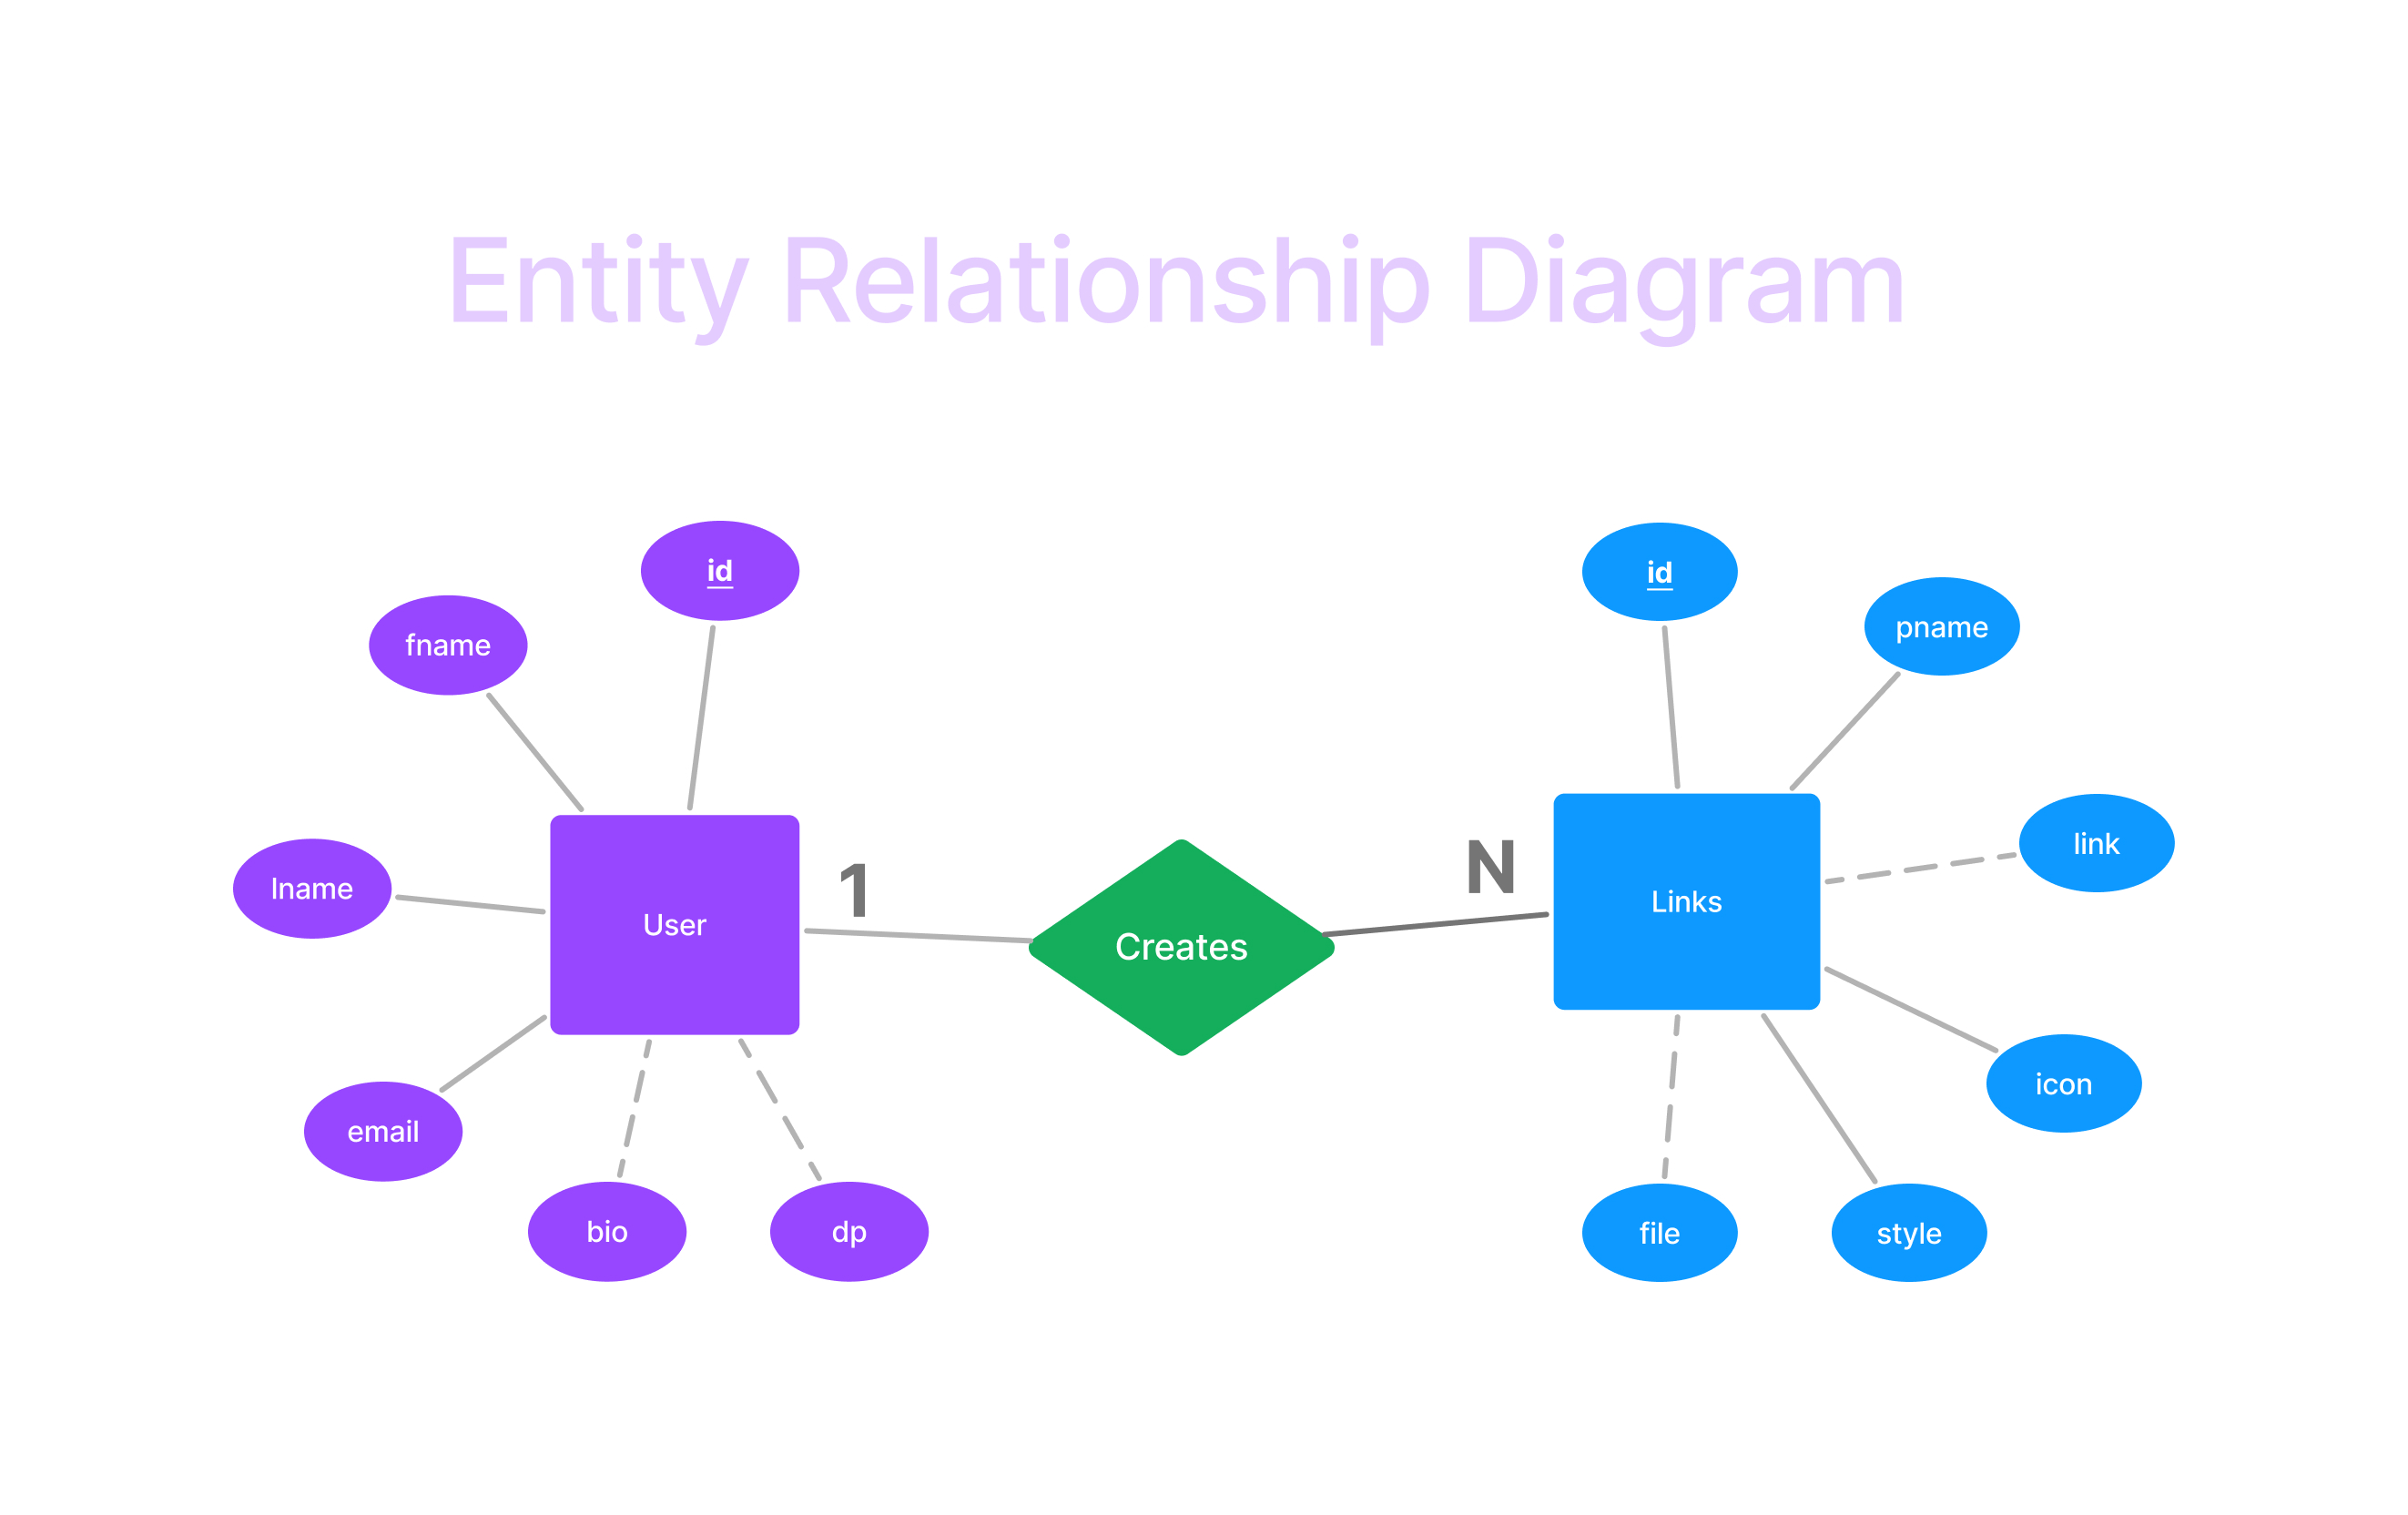 Entity Relationship Diagram
id
fname
lname
User
email
bio
dp
1
Creates
N
id
pname
link
Links
icon
file
style